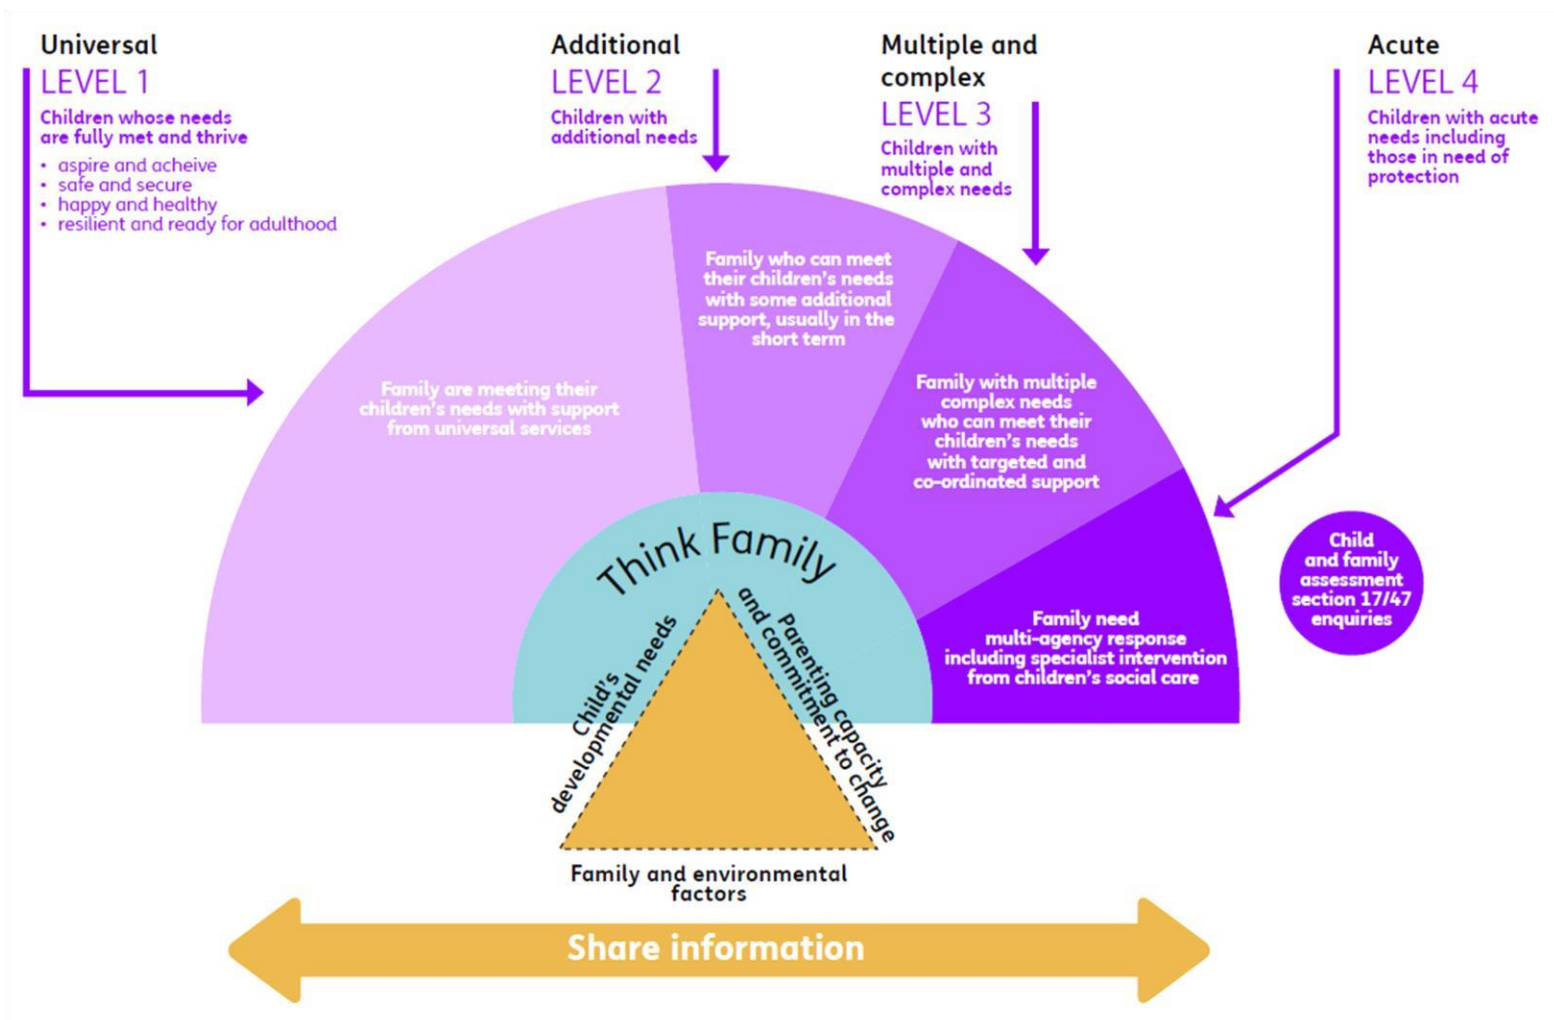 Universal
LEVEL 1
Children whose needs
are fully met and thrive
• aspire and acheive
• safe and secure
• happy and healthy
• resilient and ready for adulthood
Additional
LEVEL 2
Children with
additional needs
Multiple and
complex
LEVEL 3
Children with
multiple and
complex needs
Acute
LEVEL 4
Children with acute
needs including
those in need of
protection
Family are meeting their
children's needs with support
from universal services
Family who can meet
their children's needs
with some additional
support, usually in the
short term
Family with multiple
complex needs
who can meet their
children's needs
with targeted and
co-ordinated support
Family need
multi-agency response
including specialist intervention
from children's social care
Child
and family
assessment
section 17/47
enquiries
Think Family
Child's
developmental needs
Parenting capacity
and commitment to change
Family and environmental
factors
Share information